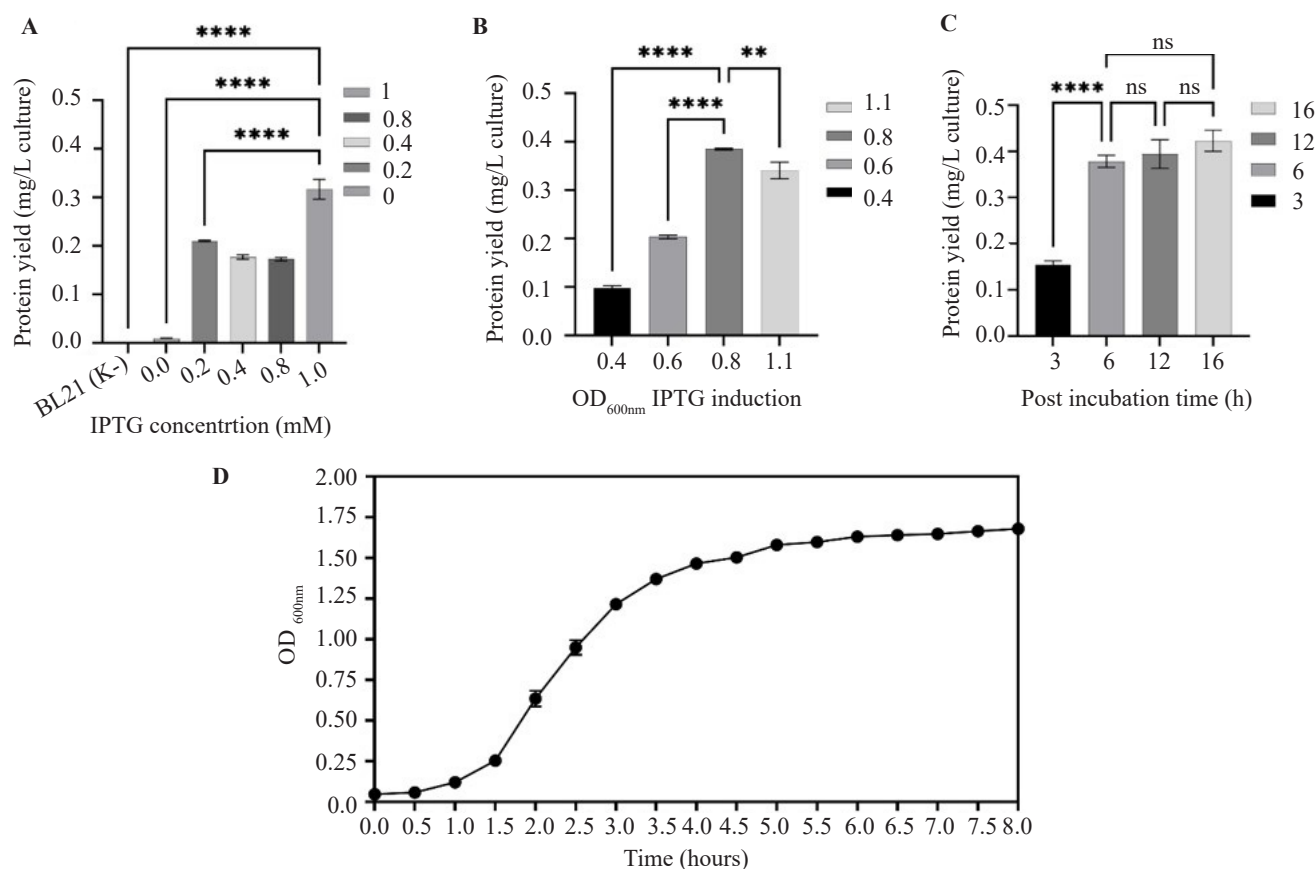 A
****
****
****
Protein yield (mg/L culture)
0.5
0.4
0.3
0.2
0.1
0.0
BL21 (K-)
0.0
0.2
0.4
0.8
1.0
IPTG concentrtion (mM)
1
0.8
0.4
0.2
0
B
**** **
****
Protein yield (mg/L culture)
0.5
0.4
0.3
0.2
0.1
0.0
0.4 0.6 0.8 1.1
OD600nm IPTG induction
1.1
0.8
0.6
0.4
C
ns
**** ns ns
Protein yield (mg/L culture)
0.5
0.4
0.3
0.2
0.1
0.0
3 6 12 16
Post incubation time (h)
16
12
6
3
D
OD 600nm
2.00
1.75
1.50
1.25
1.00
0.75
0.50
0.25
0.0
0.0 0.5 1.0 1.5 2.0 2.5 3.0 3.5 4.0 4.5 5.0 5.5 6.0 6.5 7.0 7.5 8.0
Time (hours)